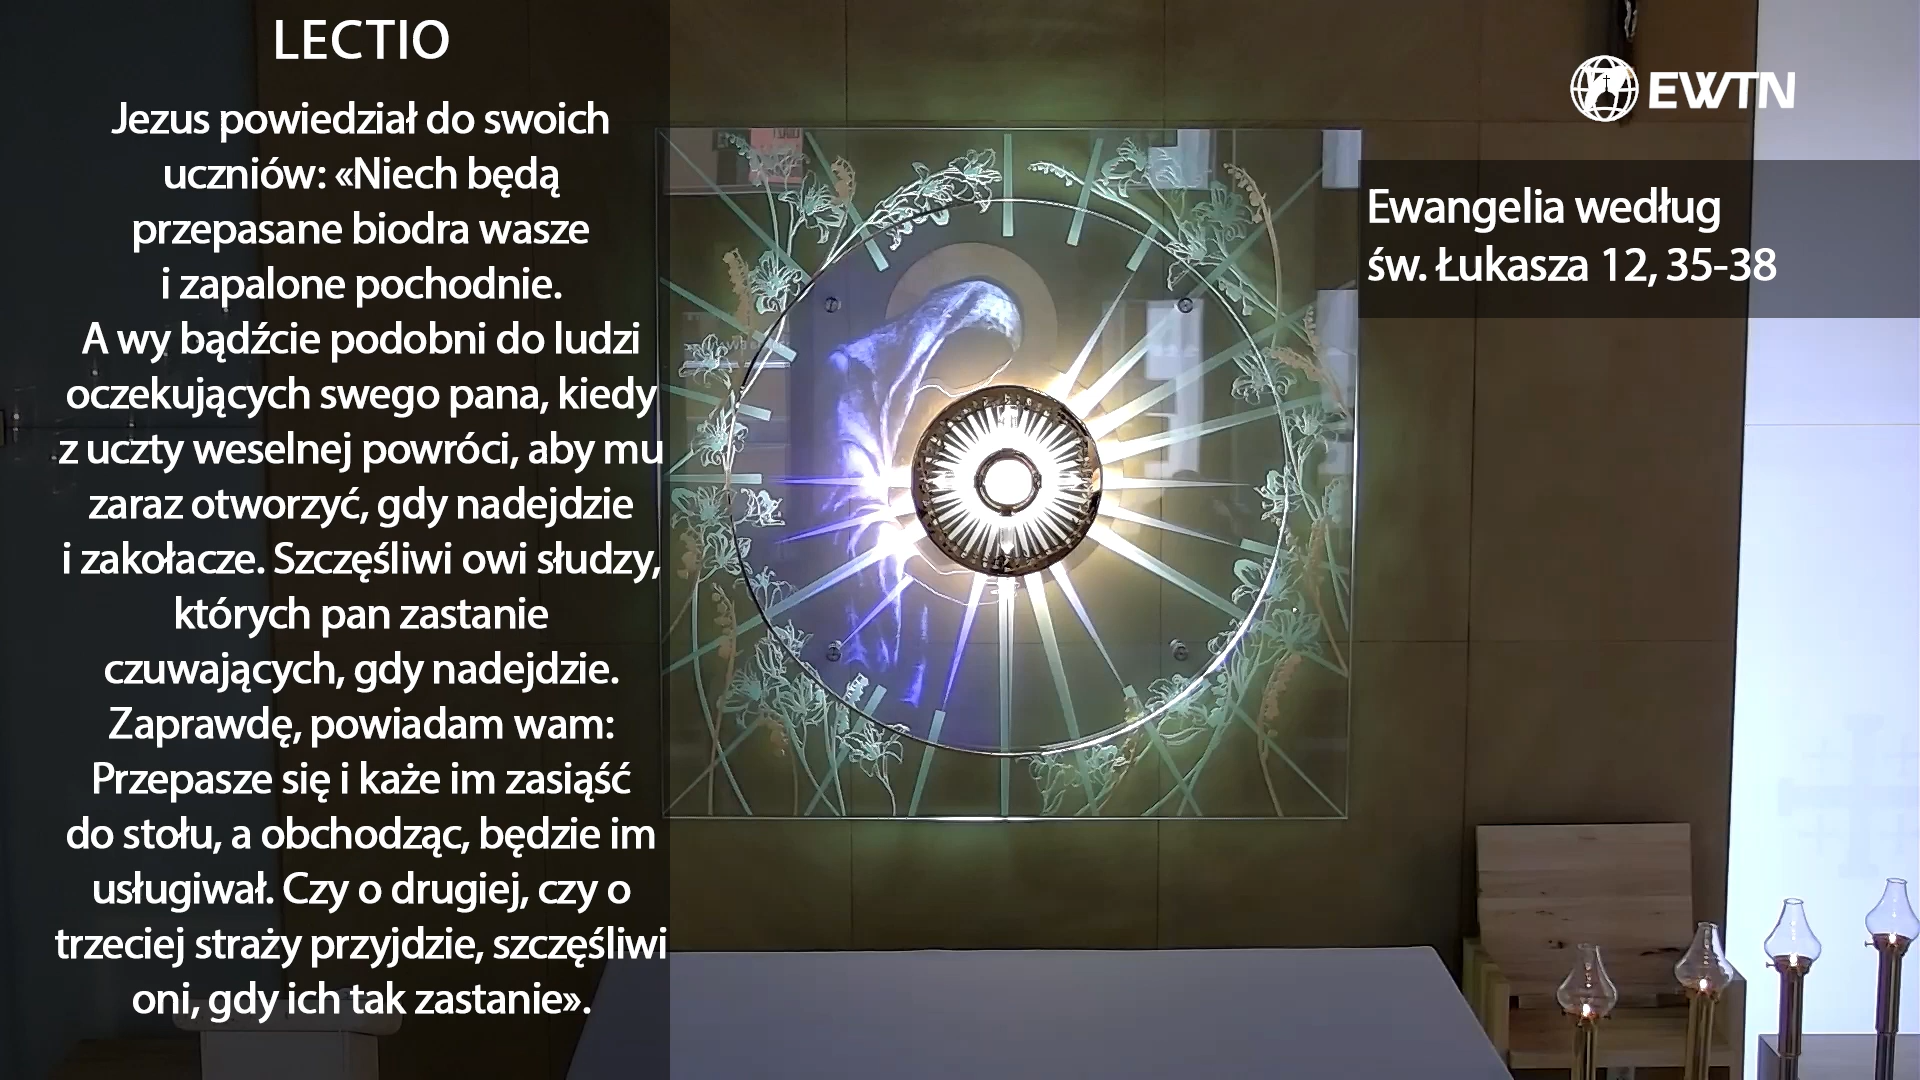 LECTIO
Jezus powiedział do swoich
uczniów: «Niech będą
przepasane biodra wasze
i zapalone pochodnie.
A wy bądźcie podobni do ludzi
oczekujących swego pana, kiedy
z uczty weselnej powróci, aby mu
zaraz otworzyć, gdy nadejdzie
i zakołacze. Szczęśliwi owi słudzy,
których pan zastanie
czuwających, gdy nadejdzie.
Zaprawdę, powiadam wam:
Przepasze się i każe im zasiąść
do stołu, a obchodząc, będzie im
usługiwał. Czy o drugiej, czy o
trzeciej straży przyjdzie, szczęśliwi
oni, gdy ich tak zastanie».
EWTN
Ewangelia według
św. Łukasza 12, 35-38